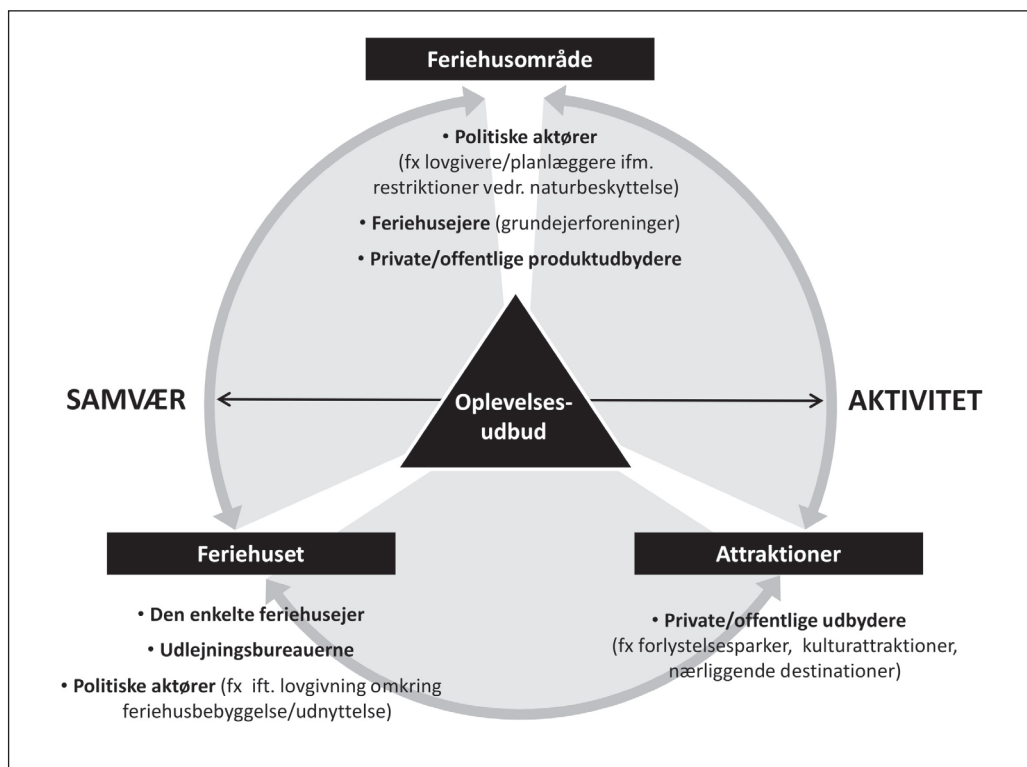 Feriehusområde
• Politiske aktører
(fx lovgivere/planlæggere ifm.
restriktioner vedr. naturbeskyttelse)
• Feriehusejere (grundejerforeninger)
• Private/offentlige produktudbydere
SAMVÆR
Oplevelses-
udbud
AKTIVITET
Feriehuset
• Den enkelte feriehusejer
• Udlejningsbureauerne
• Politiske aktører (fx ift. lovgivning omkring
feriehusbebyggelse/udnyttelse)
Attraktioner
• Private/offentlige udbydere
(fx forlystelsesparker, kulturattraktioner,
nærliggende destinationer)